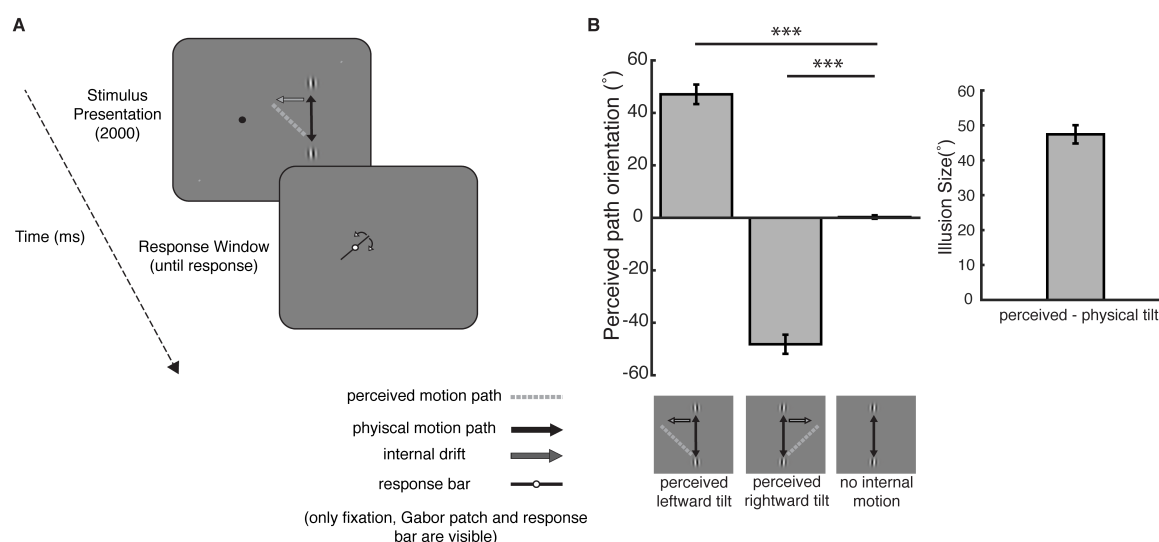 A
Stimulus
Presentation
(2000)
Time (ms)
Response Window
(until response)
perceived motion path
phyiscal motion path
internal drift
response bar
(only fixation, Gabor patch and response
bar are visible)
B
***
***
Perceived path orientation (°)
60
40
20
0
-20
-40
-60
perceived
leftward tilt
perceived
rightward tilt
no internal
motion
Illusion Size(°)
60
50
40
30
20
10
0
perceived - physical tilt